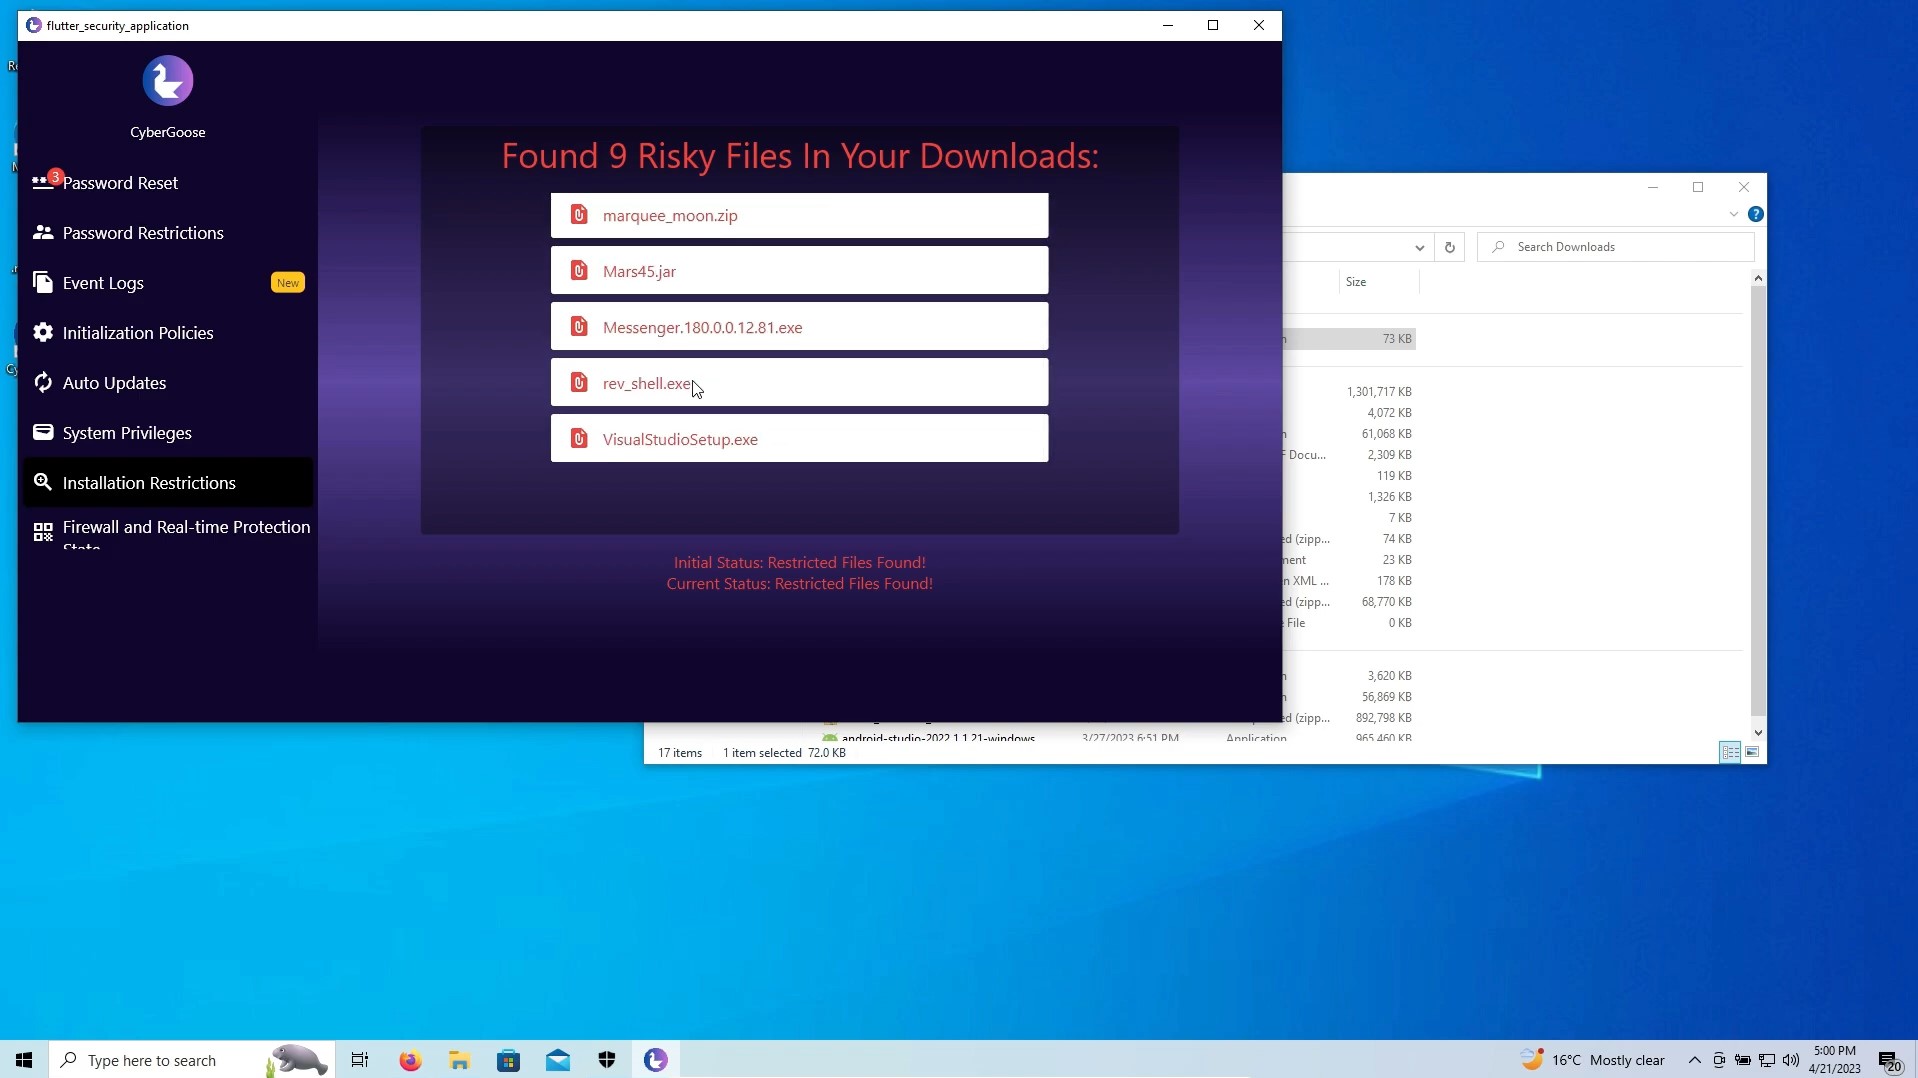 flutter_security_application
CyberGoose
3
Password Reset
Password Restrictions
Event Logs
New
Initialization Policies
Auto Updates
System Privileges
Installation Restrictions
Firewall and Real-time Protection
State
Found 9 Risky Files In Your Downloads:
marquee_moon.zip
Mars45.jar
Messenger.180.0.0.12.81.exe
rev_shell.exe
VisualStudioSetup.exe
Initial Status: Restricted Files Found!
Current Status: Restricted Files Found!
Search Downloads
Size
73 KB
1,301,717 KB
4,072 KB
61,068 KB
F Docu... 2,309 KB
119 KB
1,326 KB
7 KB
ed (zipp... 74 KB
ment 23 KB
n XML ... 178 KB
ed (zipp... 68,770 KB
File 0 KB
3,620 KB
56,869 KB
ed (zipp... 892,798 KB
android-studio-2022.1.1.21-windows 3/27/2023 6:51 PM Application 965,460 KB
17 items 1 item selected 72.0 KB
Type here to search
16°C Mostly clear
5:00 PM
4/21/2023
20